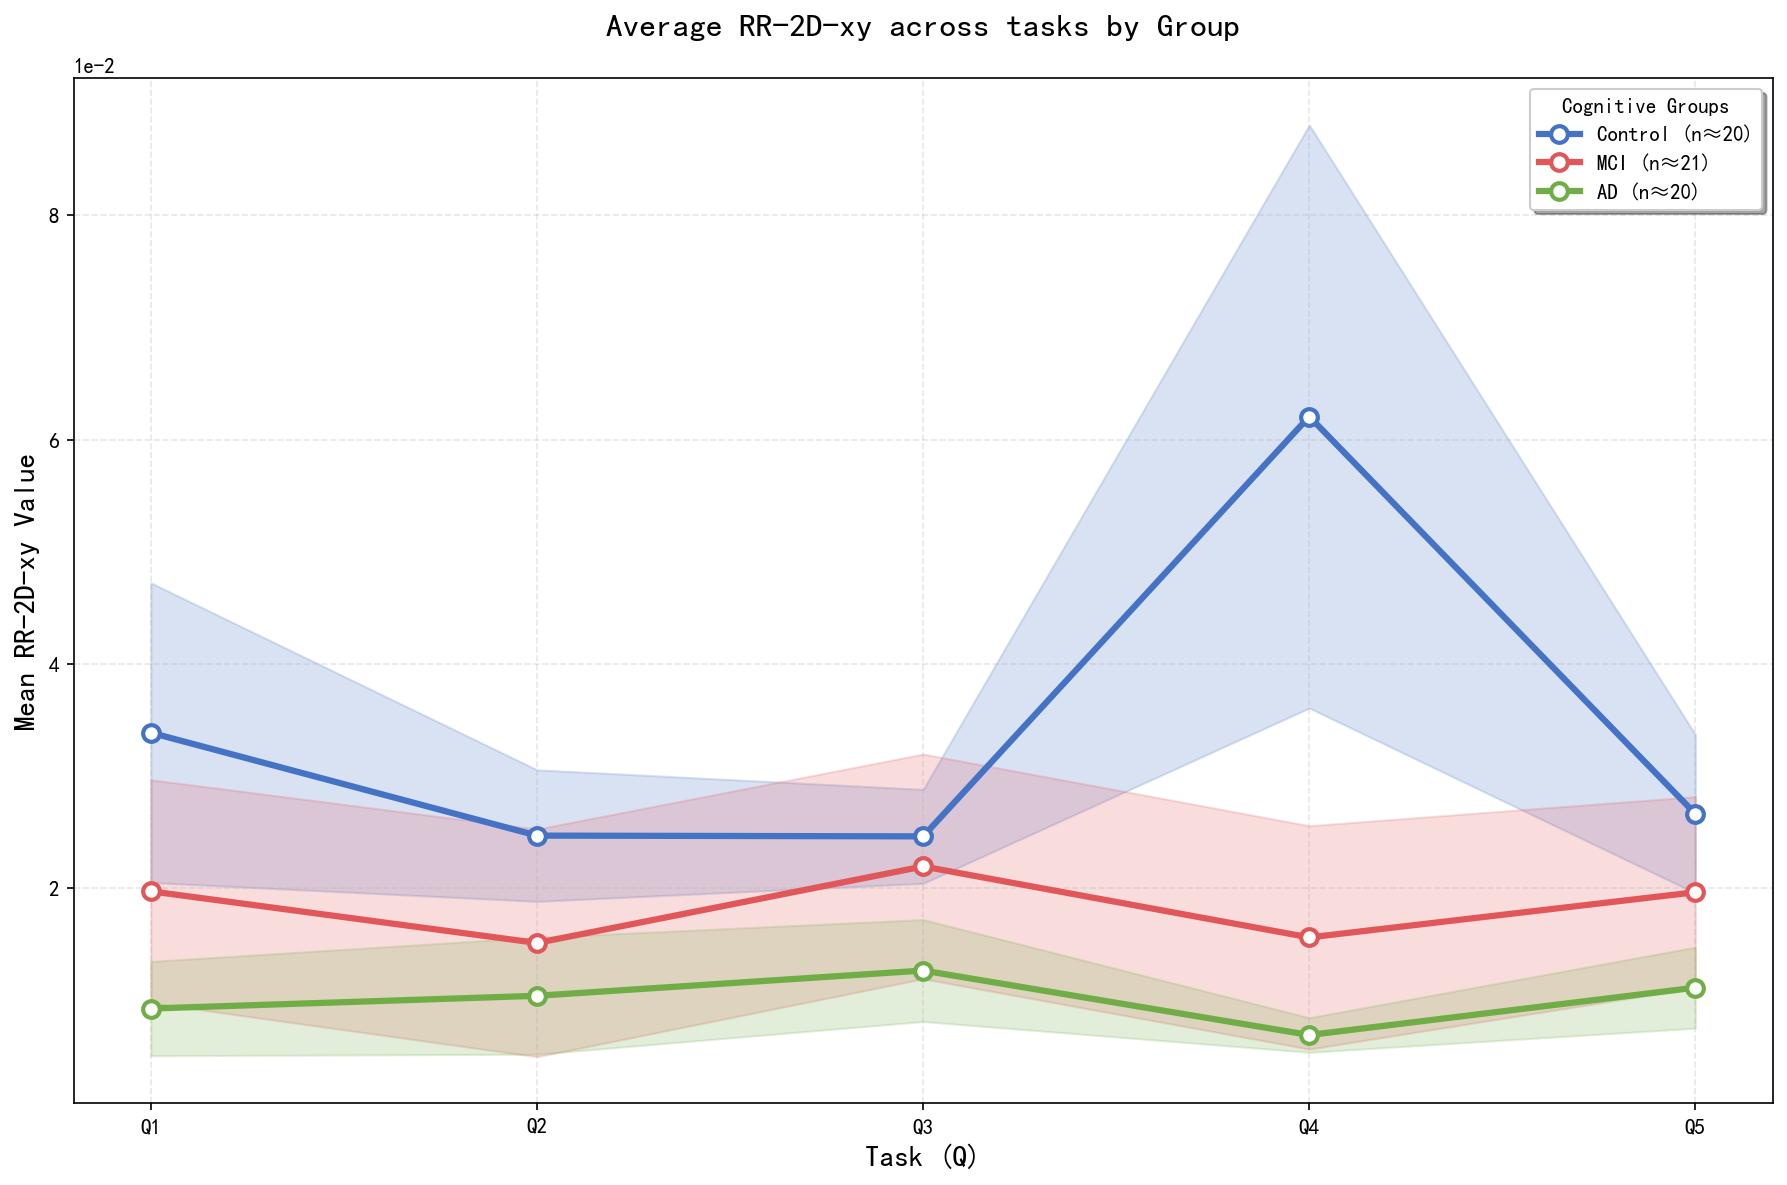 Average RR-2D-xy across tasks by Group
1e-2
Cognitive Groups
Control (n≈20)
MCI (n≈21)
AD (n≈20)
8
6
4
2
Mean RR-2D-xy Value
Q1
Q2
Q3
Q4
Q5
Task (Q)